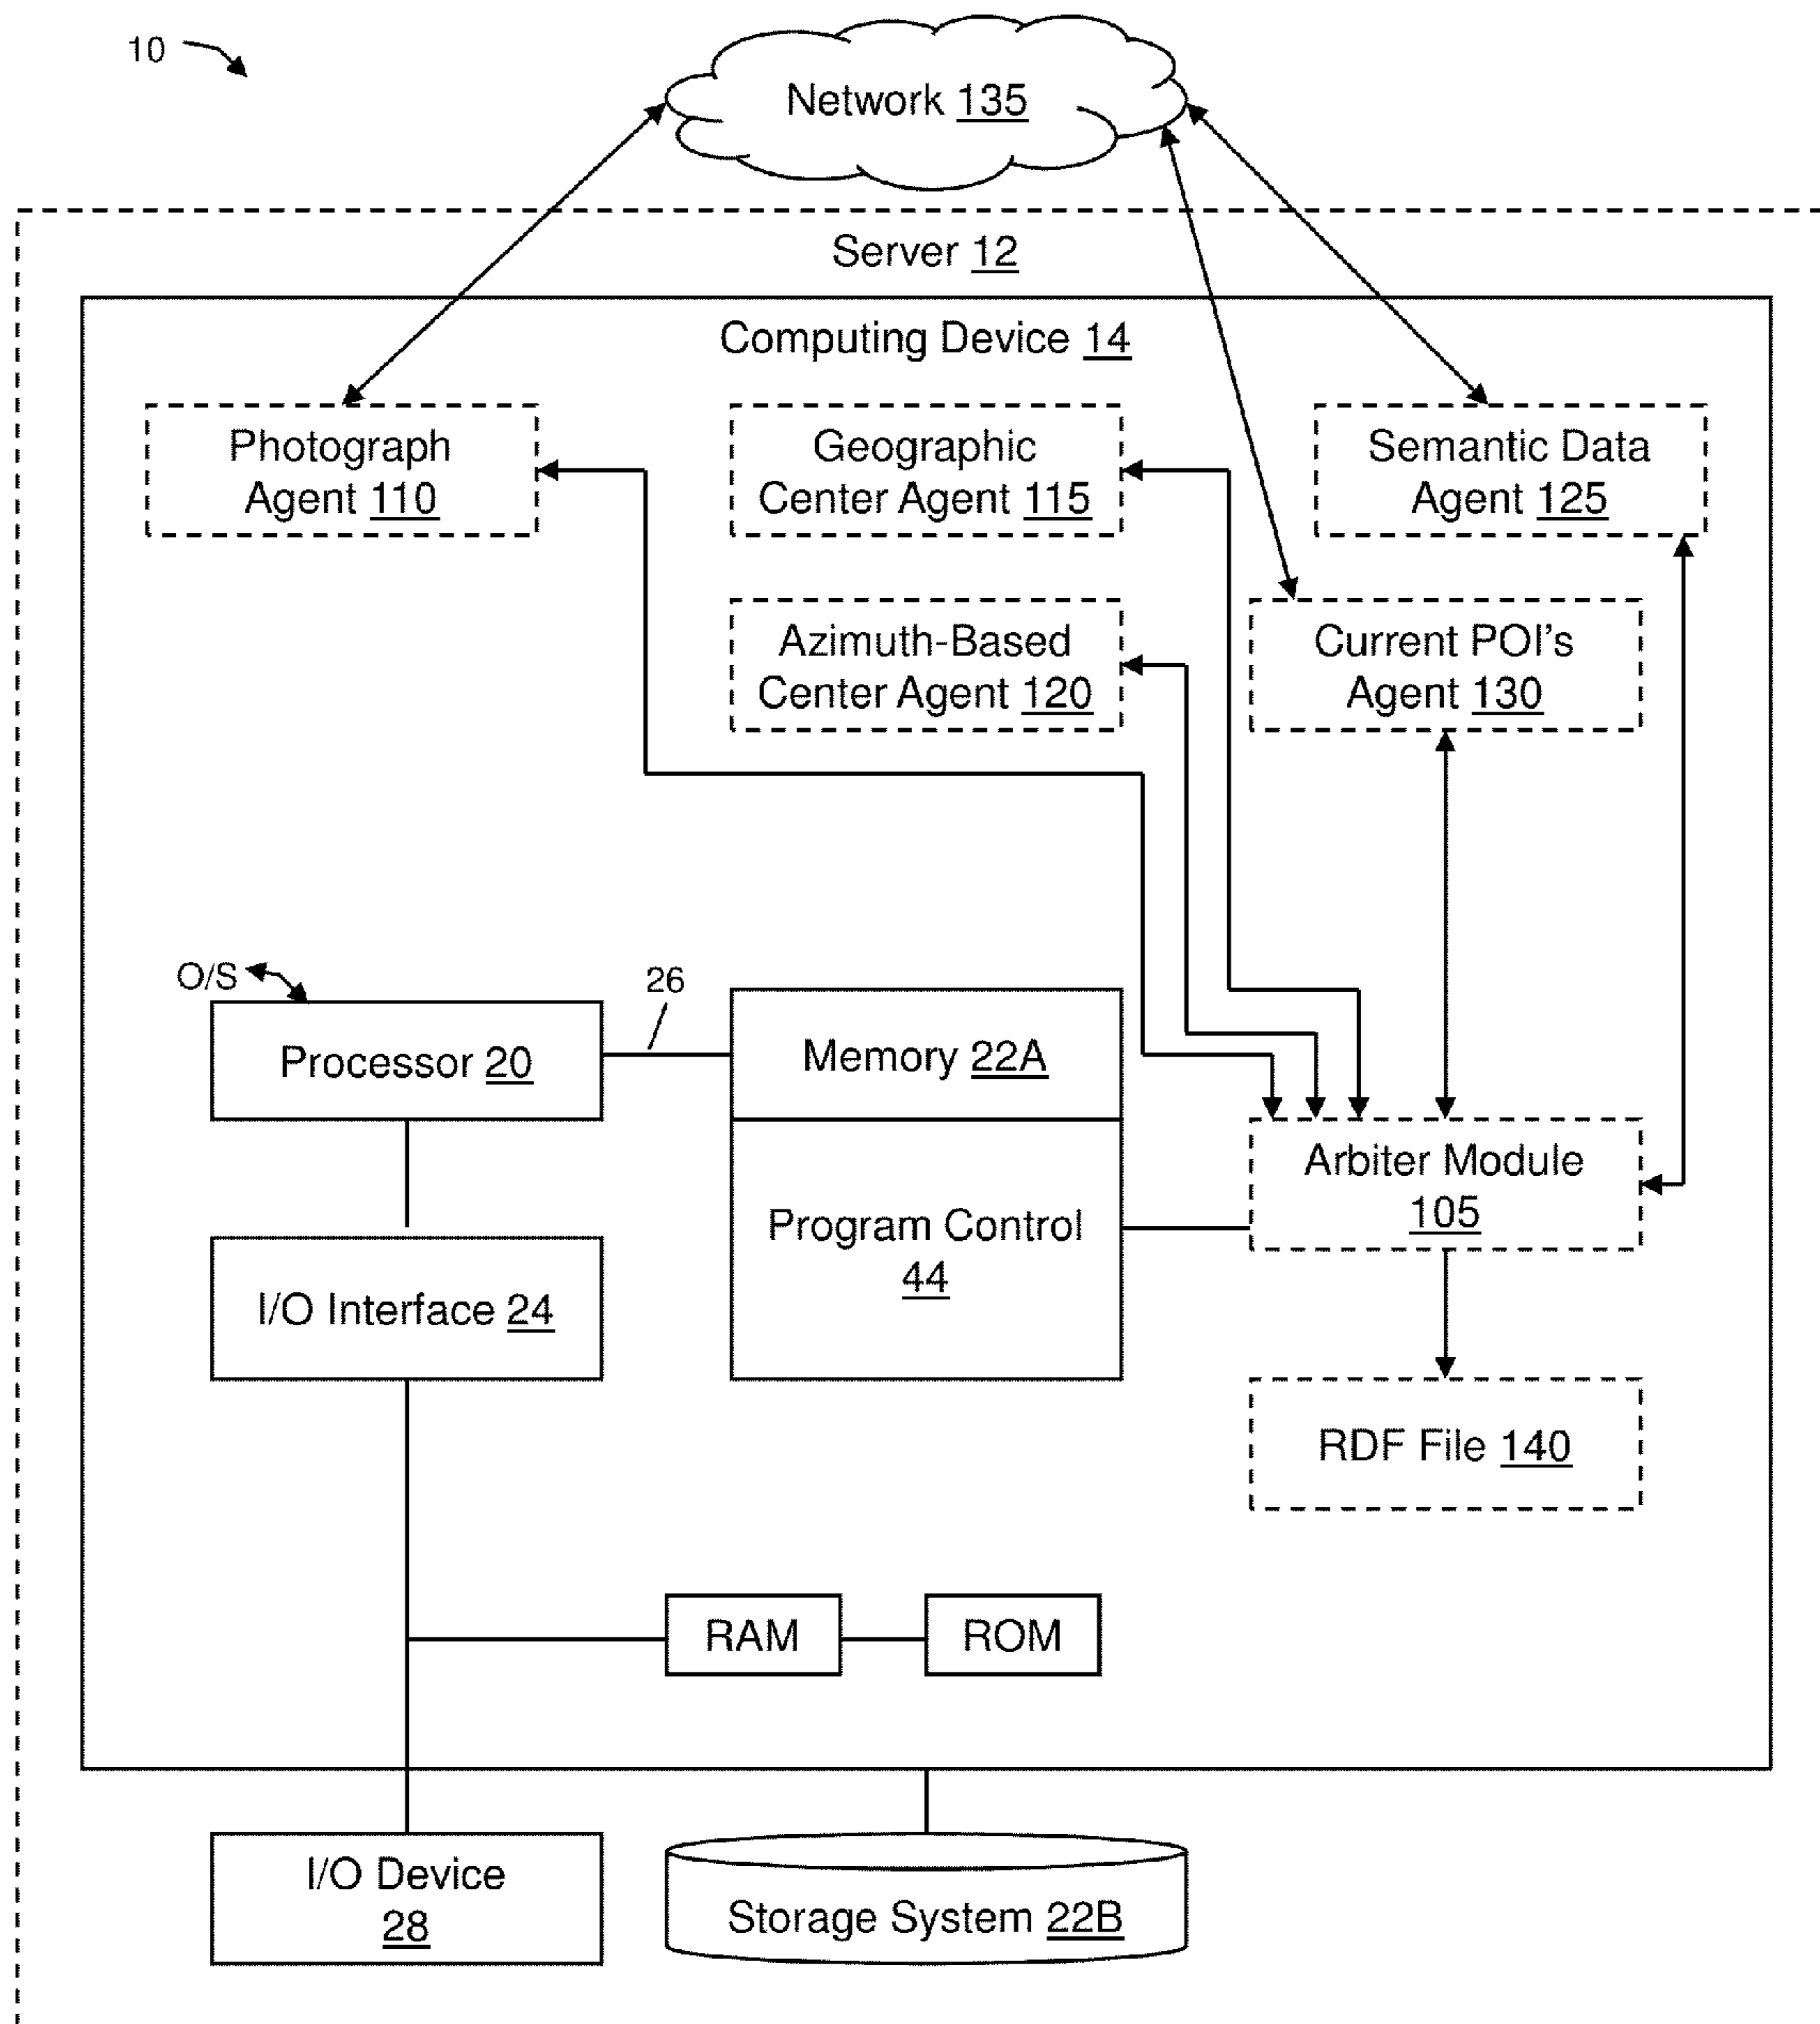 10
Network 135
Server 12
Computing Device 14
Photograph
Agent 110
Geographic
Center Agent 115
Semantic Data
Agent 125
Azimuth-Based
Center Agent 120
Current POI's
Agent 130
O/S
26
Processor 20
Memory 22A
Arbiter Module
105
Program Control
44
I/O Interface 24
RDF File 140
RAM
ROM
I/O Device
28
Storage System 22B